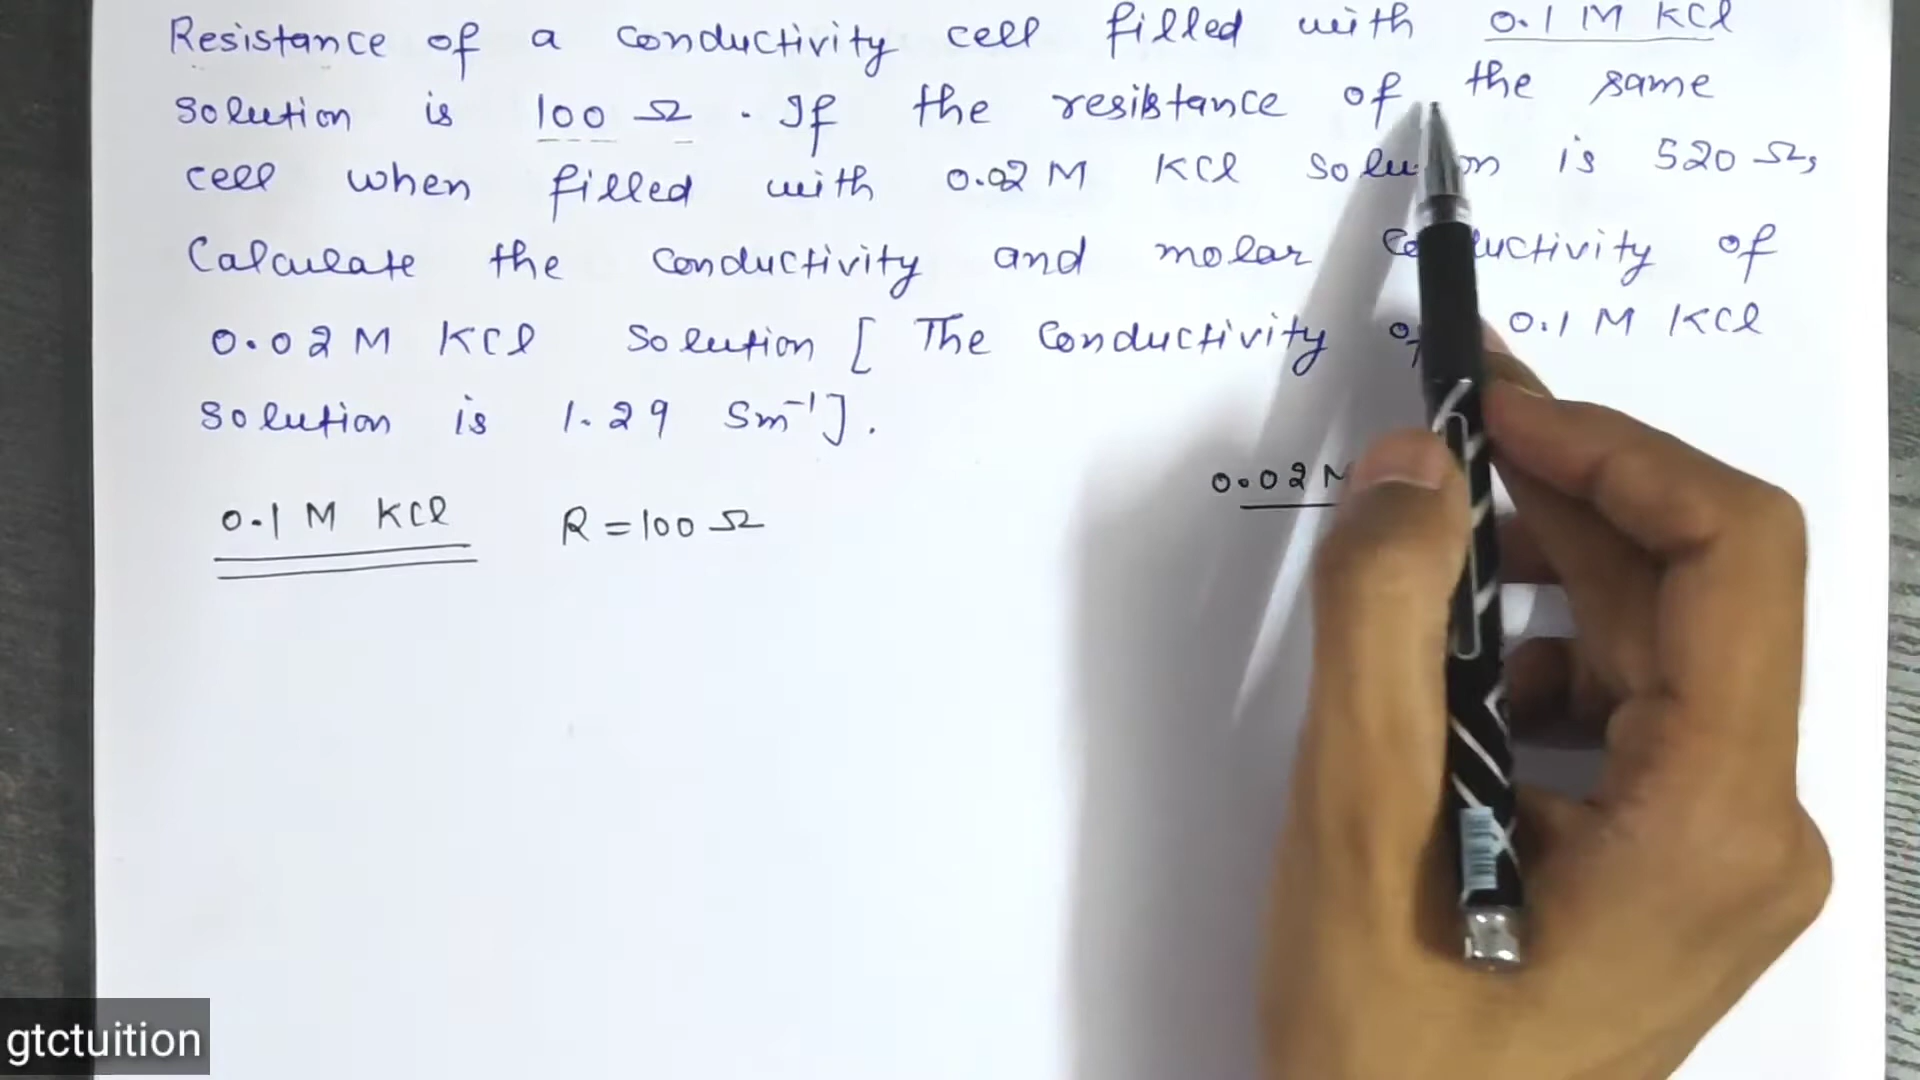 Resistance of a conductivity cell filled with 0.1 M KCl
solution is 100 Ω. If the resistance of the same
cell when filled with 0.02 M KCl solution is 520 Ω,
Calculate the conductivity and molar conductivity of
0.02 M KCl solution [ The Conductivity of 0.1 M KCl
solution is 1.29 Sm⁻¹].
0.02 M
0.1 M KCl R = 100 Ω
gtctuition